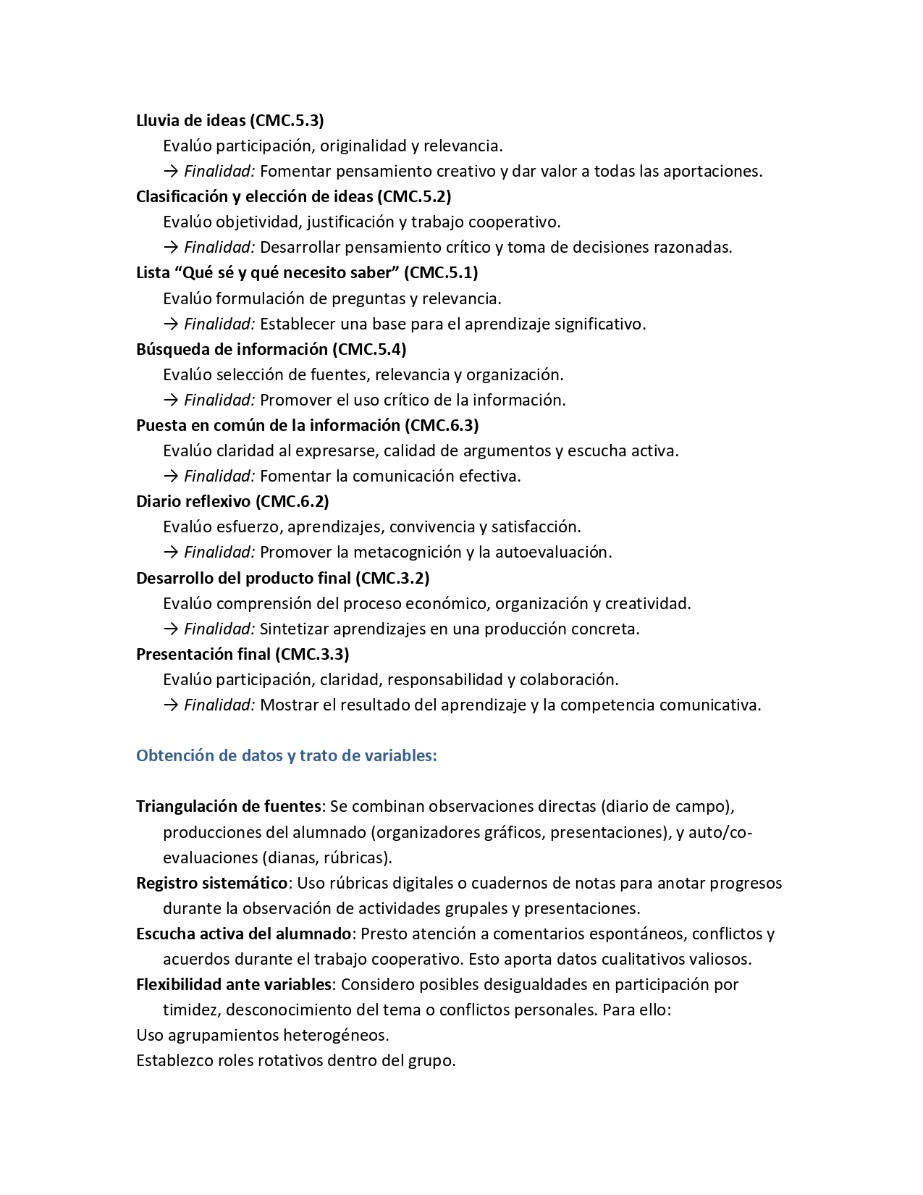 Lluvia de ideas (CMC.5.3)
Evalúo participación, originalidad y relevancia.
→ Finalidad: Fomentar pensamiento creativo y dar valor a todas las aportaciones.
Clasificación y elección de ideas (CMC.5.2)
Evalúo objetividad, justificación y trabajo cooperativo.
→ Finalidad: Desarrollar pensamiento crítico y toma de decisiones razonadas.
Lista “Qué sé y qué necesito saber” (CMC.5.1)
Evalúo formulación de preguntas y relevancia.
→ Finalidad: Establecer una base para el aprendizaje significativo.
Búsqueda de información (CMC.5.4)
Evalúo selección de fuentes, relevancia y organización.
→ Finalidad: Promover el uso crítico de la información.
Puesta en común de la información (CMC.6.3)
Evalúo claridad al expresarse, calidad de argumentos y escucha activa.
→ Finalidad: Fomentar la comunicación efectiva.
Diario reflexivo (CMC.6.2)
Evalúo esfuerzo, aprendizajes, convivencia y satisfacción.
→ Finalidad: Promover la metacognición y la autoevaluación.
Desarrollo del producto final (CMC.3.2)
Evalúo comprensión del proceso económico, organización y creatividad.
→ Finalidad: Sintetizar aprendizajes en una producción concreta.
Presentación final (CMC.3.3)
Evalúo participación, claridad, responsabilidad y colaboración.
→ Finalidad: Mostrar el resultado del aprendizaje y la competencia comunicativa.
Obtención de datos y trato de variables:
Triangulación de fuentes: Se combinan observaciones directas (diario de campo),
producciones del alumnado (organizadores gráficos, presentaciones), y auto/co-
evaluaciones (dianas, rúbricas).
Registro sistemático: Uso rúbricas digitales o cuadernos de notas para anotar progresos
durante la observación de actividades grupales y presentaciones.
Escucha activa del alumnado: Presto atención a comentarios espontáneos, conflictos y
acuerdos durante el trabajo cooperativo. Esto aporta datos cualitativos valiosos.
Flexibilidad ante variables: Considero posibles desigualdades en participación por
timidez, desconocimiento del tema o conflictos personales. Para ello:
Uso agrupamientos heterogéneos.
Establezco roles rotativos dentro del grupo.